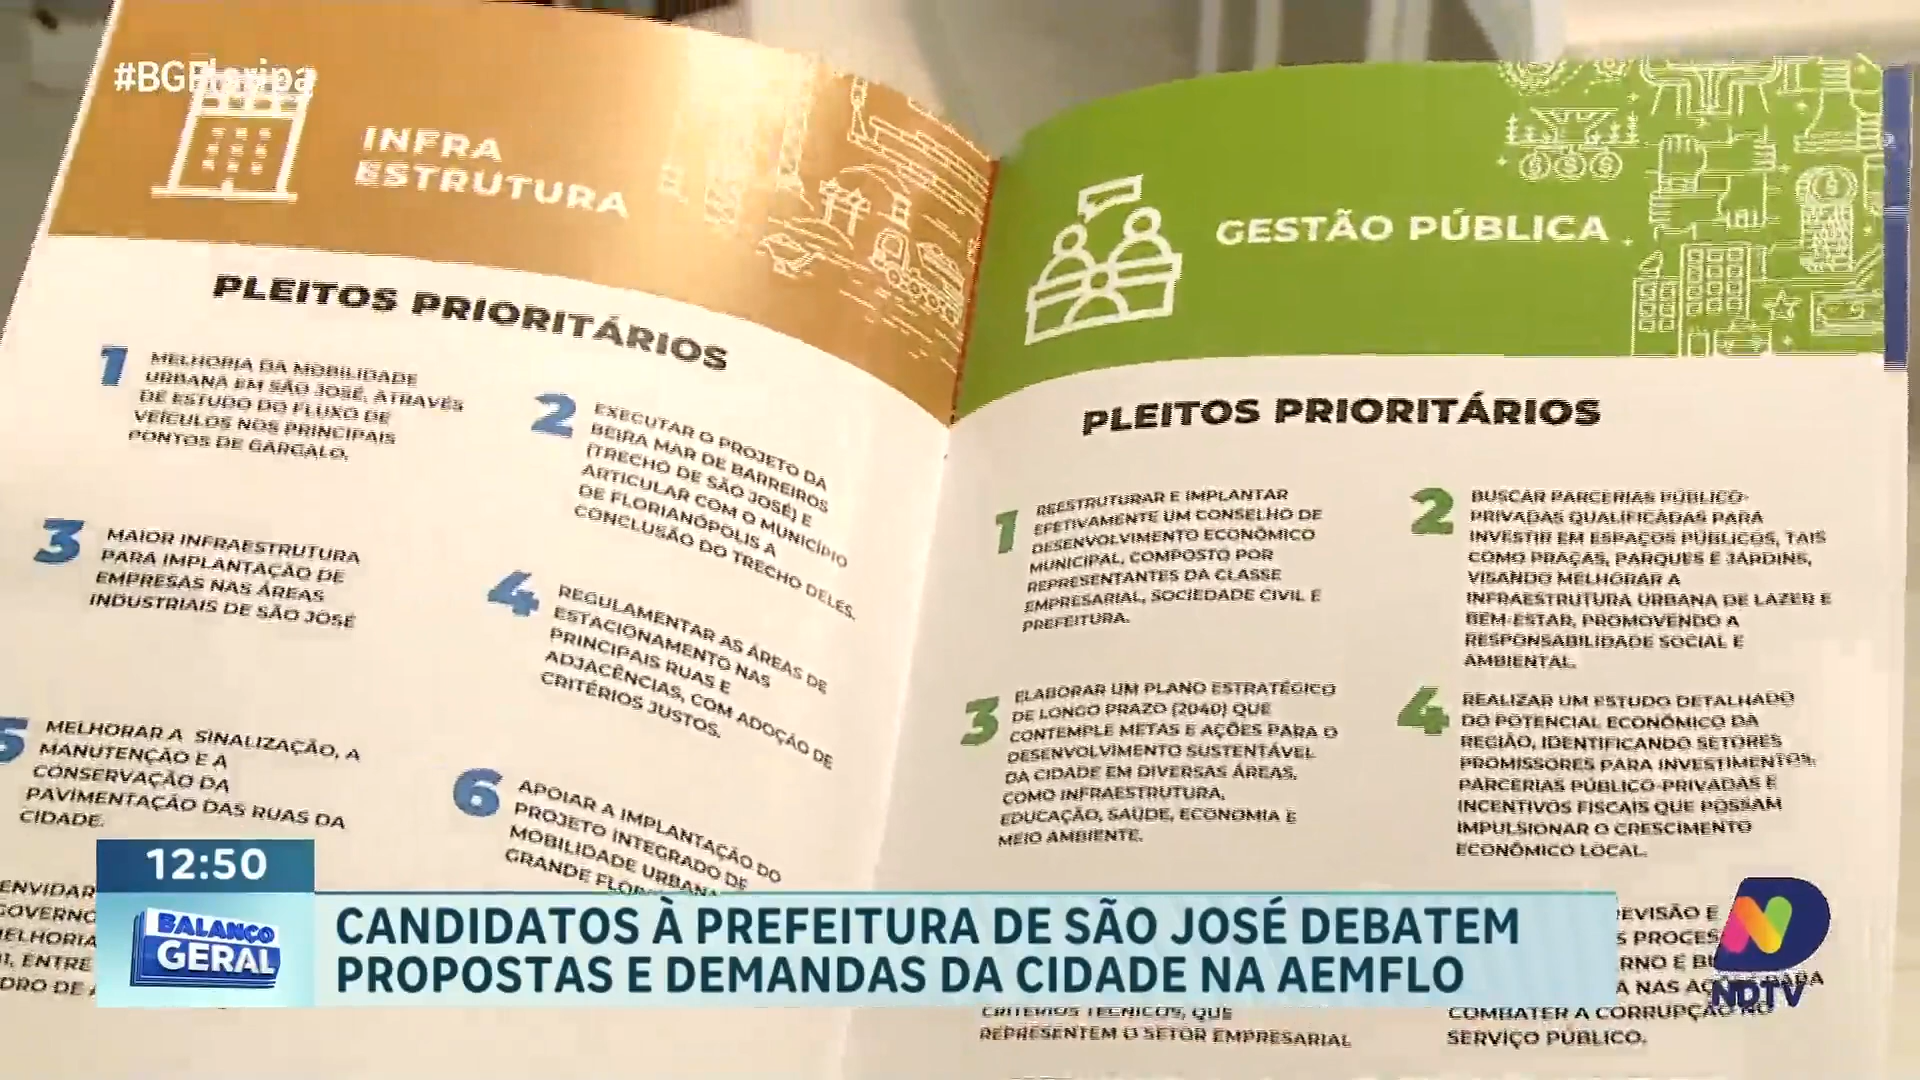 #BGFloripa
INFRA
ESTRUTURA
PLEITOS PRIORITÁRIOS
1
MELHORIA DA MOBILIDADE
URBANA EM SÃO JOSÉ, ATRAVÉS
DE ESTUDO DO FLUXO DE
VEÍCULOS NOS PRINCIPAIS
PONTOS DE GARGALO.
2
EXECUTAR O PROJETO DA
BEIRA MAR DE BARREIROS
(TRECHO DE SÃO JOSÉ) E
ARTICULAR COM O MUNICÍPIO
DE FLORIANÓPOLIS A
CONCLUSÃO DO TRECHO DELES.
3
MAIOR INFRAESTRUTURA
PARA IMPLANTAÇÃO DE
EMPRESAS NAS ÁREAS
INDUSTRIAIS DE SÃO JOSÉ
4
REGULAMENTAR AS ÁREAS DE
ESTACIONAMENTO NAS
PRINCIPAIS RUAS E
ADJACÊNCIAS, COM ADOÇÃO DE
CRITÉRIOS JUSTOS.
5
MELHORAR A SINALIZAÇÃO, A
MANUTENÇÃO E A
CONSERVAÇÃO DA
PAVIMENTAÇÃO DAS RUAS DA
CIDADE.
6
APOIAR A IMPLANTAÇÃO DO
PROJETO INTEGRADO DE
MOBILIDADE URBANA
GRANDE
ENVIDAR
GOVERNO
MELHORIA
ENTRE
DE
GESTÃO PÚBLICA
PLEITOS PRIORITÁRIOS
1
REESTRUTURAR E IMPLANTAR
EFETIVAMENTE UM CONSELHO DE
DESENVOLVIMENTO ECONÔMICO
MUNICIPAL, COMPOSTO POR
REPRESENTANTES DA CLASSE
EMPRESARIAL, SOCIEDADE CIVIL E
PREFEITURA.
2
BUSCAR PARCERIAS PÚBLICO-
PRIVADAS QUALIFICADAS PARA
INVESTIR EM ESPAÇOS PÚBLICOS, TAIS
COMO PRAÇAS, PARQUES E JARDINS,
VISANDO MELHORAR A
INFRAESTRUTURA URBANA DE LAZER E
BEM-ESTAR, PROMOVENDO A
RESPONSABILIDADE SOCIAL E
AMBIENTAL.
3
ELABORAR UM PLANO ESTRATÉGICO
DE LONGO PRAZO (2040) QUE
CONTEMPLE METAS E AÇÕES PARA O
DESENVOLVIMENTO SUSTENTÁVEL
DA CIDADE EM DIVERSAS ÁREAS,
COMO INFRAESTRUTURA,
EDUCAÇÃO, SAÚDE, ECONOMIA E
MEIO AMBIENTE.
4
REALIZAR UM ESTUDO DETALHADO
DO POTENCIAL ECONÔMICO DA
REGIÃO, IDENTIFICANDO SETORES
PROMISSORES PARA INVESTIMENTOS,
PARCERIAS PÚBLICO-PRIVADAS E
INCENTIVOS FISCAIS QUE POSSAM
IMPULSIONAR O CRESCIMENTO
ECONÔMICO LOCAL.
CRITÉRIOS TÉCNICOS, QUE
REPRESENTEM O SETOR EMPRESARIAL
EVISÃO E
PROCES
RNO E
A NAS PARA
COMBATER A CORRUPÇÃO NO
SERVIÇO PÚBLICO.
12:50
BALANÇO
GERAL
CANDIDATOS À PREFEITURA DE SÃO JOSÉ DEBATEM
PROPOSTAS E DEMANDAS DA CIDADE NA AEMFLO
NDTV